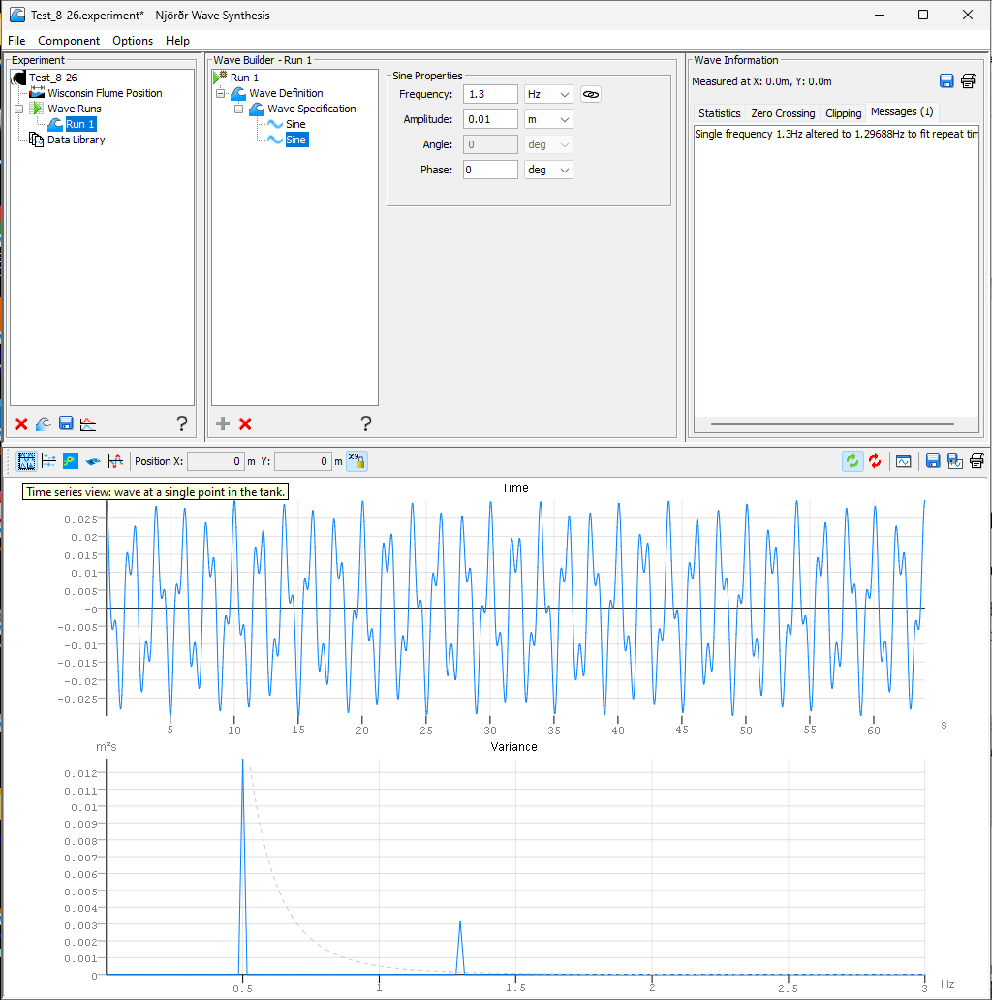 Test_8-26.experiment* - Njörðr Wave Synthesis
File Component Options Help
Experiment
Test_8-26
Wisconsin Flume Position
Wave Runs
Run 1
Data Library
?
Wave Builder - Run 1
Run 1
Wave Definition
Wave Specification
Sine
Sine
?
Sine Properties
Frequency: 1.3 Hz
Amplitude: 0.01 m
Angle: 0 deg
Phase: 0 deg
Wave Information
Measured at X: 0.0m, Y: 0.0m
Statistics Zero Crossing Clipping Messages (1)
Single frequency 1.3Hz altered to 1.29688Hz to fit repeat tim
Position X: 0 m Y: 0 m xy
Time series view: wave at a single point in the tank.
Time
0.025
0.02
0.015
0.01
0.005
-0
-0.005
-0.01
-0.015
-0.02
-0.025
5 10 15 20 25 30 35 40 45 50 55 60 s
m²s
Variance
0.012
0.011
0.01
0.009
0.008
0.007
0.006
0.005
0.004
0.003
0.002
0.001
0
0.5 1 1.5 2 2.5 3 Hz